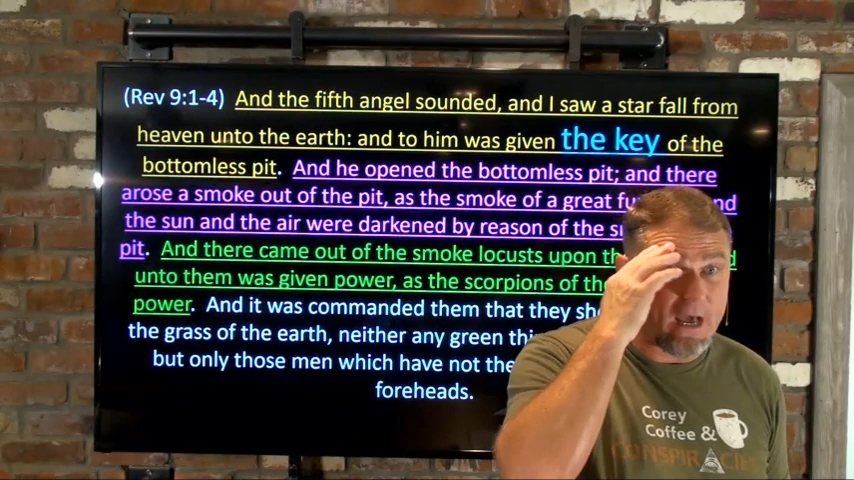 (Rev 9:1-4) And the fifth angel sounded, and I saw a star fall from
heaven unto the earth: and to him was given the key of the
bottomless pit. And he opened the bottomless pit; and there
arose a smoke out of the pit, as the smoke of a great
the sun and the air were darkened by reason of the
pit. And there came out of the smoke locusts upon
unto them was given power, as the scorpions of the
power. And it was commanded them that they
the grass of the earth, neither any green
but only those men which have not the
foreheads.
Corey
Coffee &
CONSPIRACIES